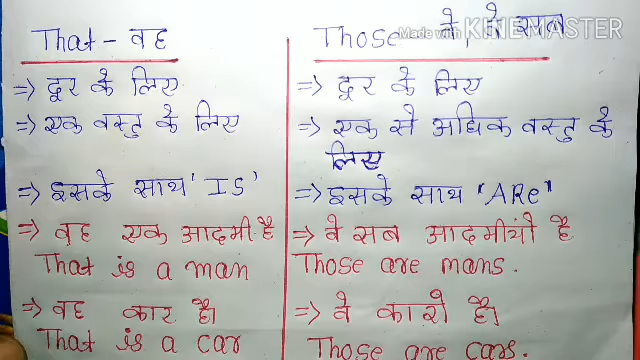 That - वह
⇒ दूर के लिए
⇒ एक वस्तु के लिए
⇒ इसके साथ 'IS'
⇒ वह एक आदमी है
That is a man
⇒ वह कार है।
That is a car
Those - वे, वे सब
Made with KINEMASTER
⇒ दूर के लिए
⇒ एक से अधिक वस्तु के
लिए
⇒ इसके साथ "ARe"
⇒ वे सब आदमीयों है
Those are mans.
⇒ वे कारो है।
Those are cars.